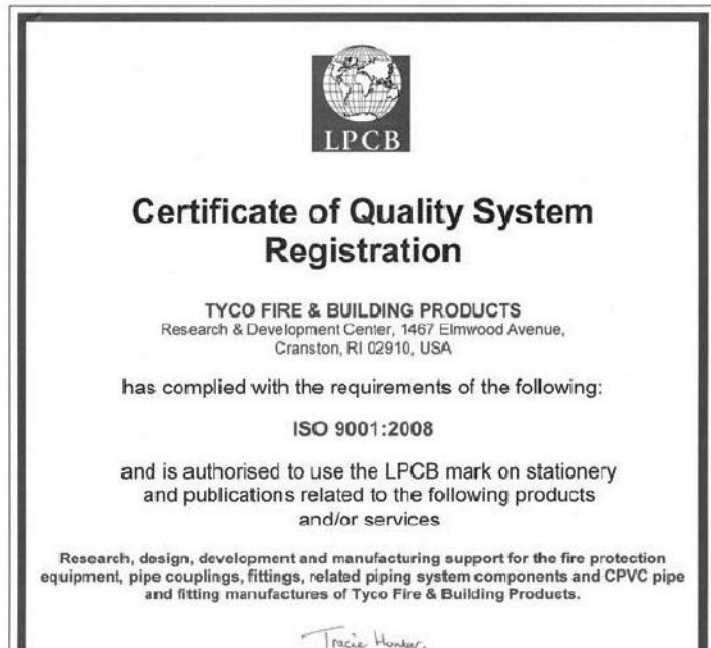 LPCB
Certificate of Quality System
Registration
TYCO FIRE & BUILDING PRODUCTS
Research & Development Center, 1467 Elmwood Avenue,
Cranston, RI 02910, USA
has complied with the requirements of the following:
ISO 9001:2008
and is authorised to use the LPCB mark on stationery
and publications related to the following products
and/or services
Research, design, development and manufacturing support for the fire protection
equipment, pipe couplings, fittings, related piping system components and CPVC pipe
and fitting manufactures of Tyco Fire & Building Products.
Tracie Hunter.